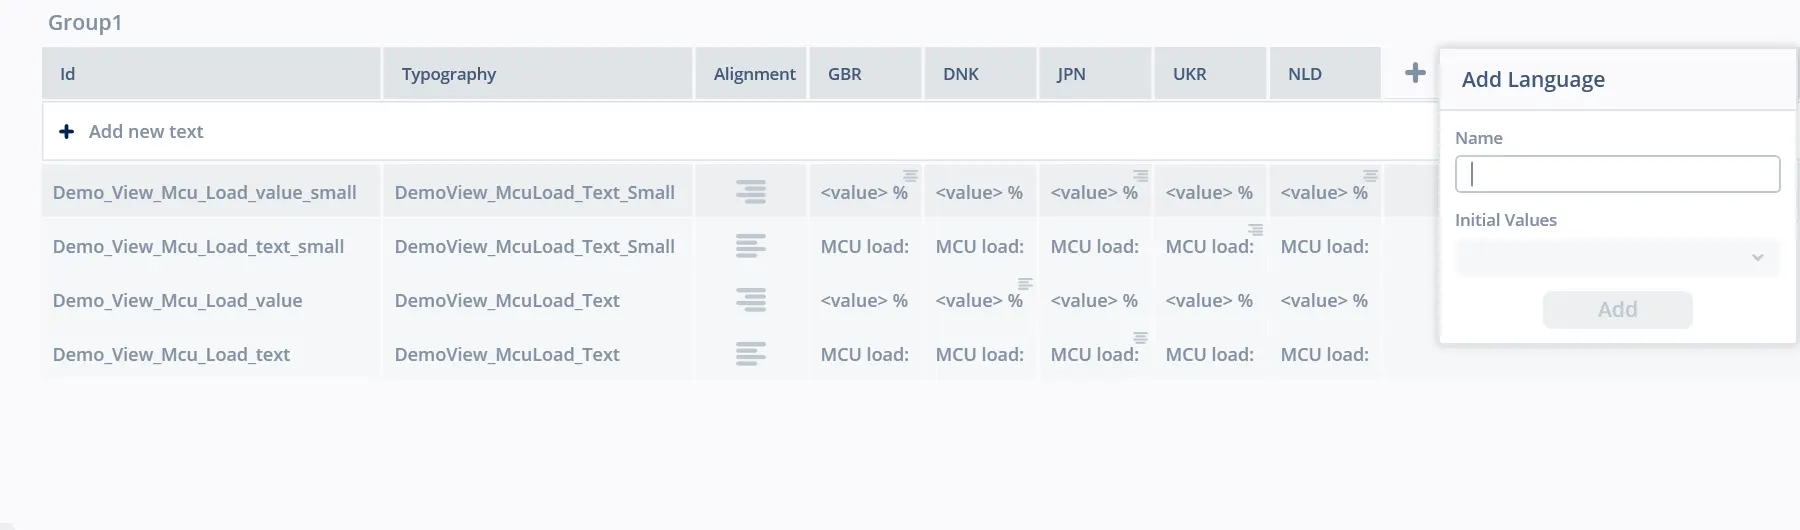 Group1
Id Typography Alignment GBR DNK JPN UKR NLD
Add new text
Demo_View_Mcu_Load_value_small DemoView_McuLoad_Text_Small <value> % <value> % <value> % <value> % <value> %
Demo_View_Mcu_Load_text_small DemoView_McuLoad_Text_Small MCU load: MCU load: MCU load: MCU load: MCU load:
Demo_View_Mcu_Load_value DemoView_McuLoad_Text <value> % <value> % <value> % <value> % <value> %
Demo_View_Mcu_Load_text DemoView_McuLoad_Text MCU load: MCU load: MCU load: MCU load: MCU load:
Add Language
Name
Initial Values
Add